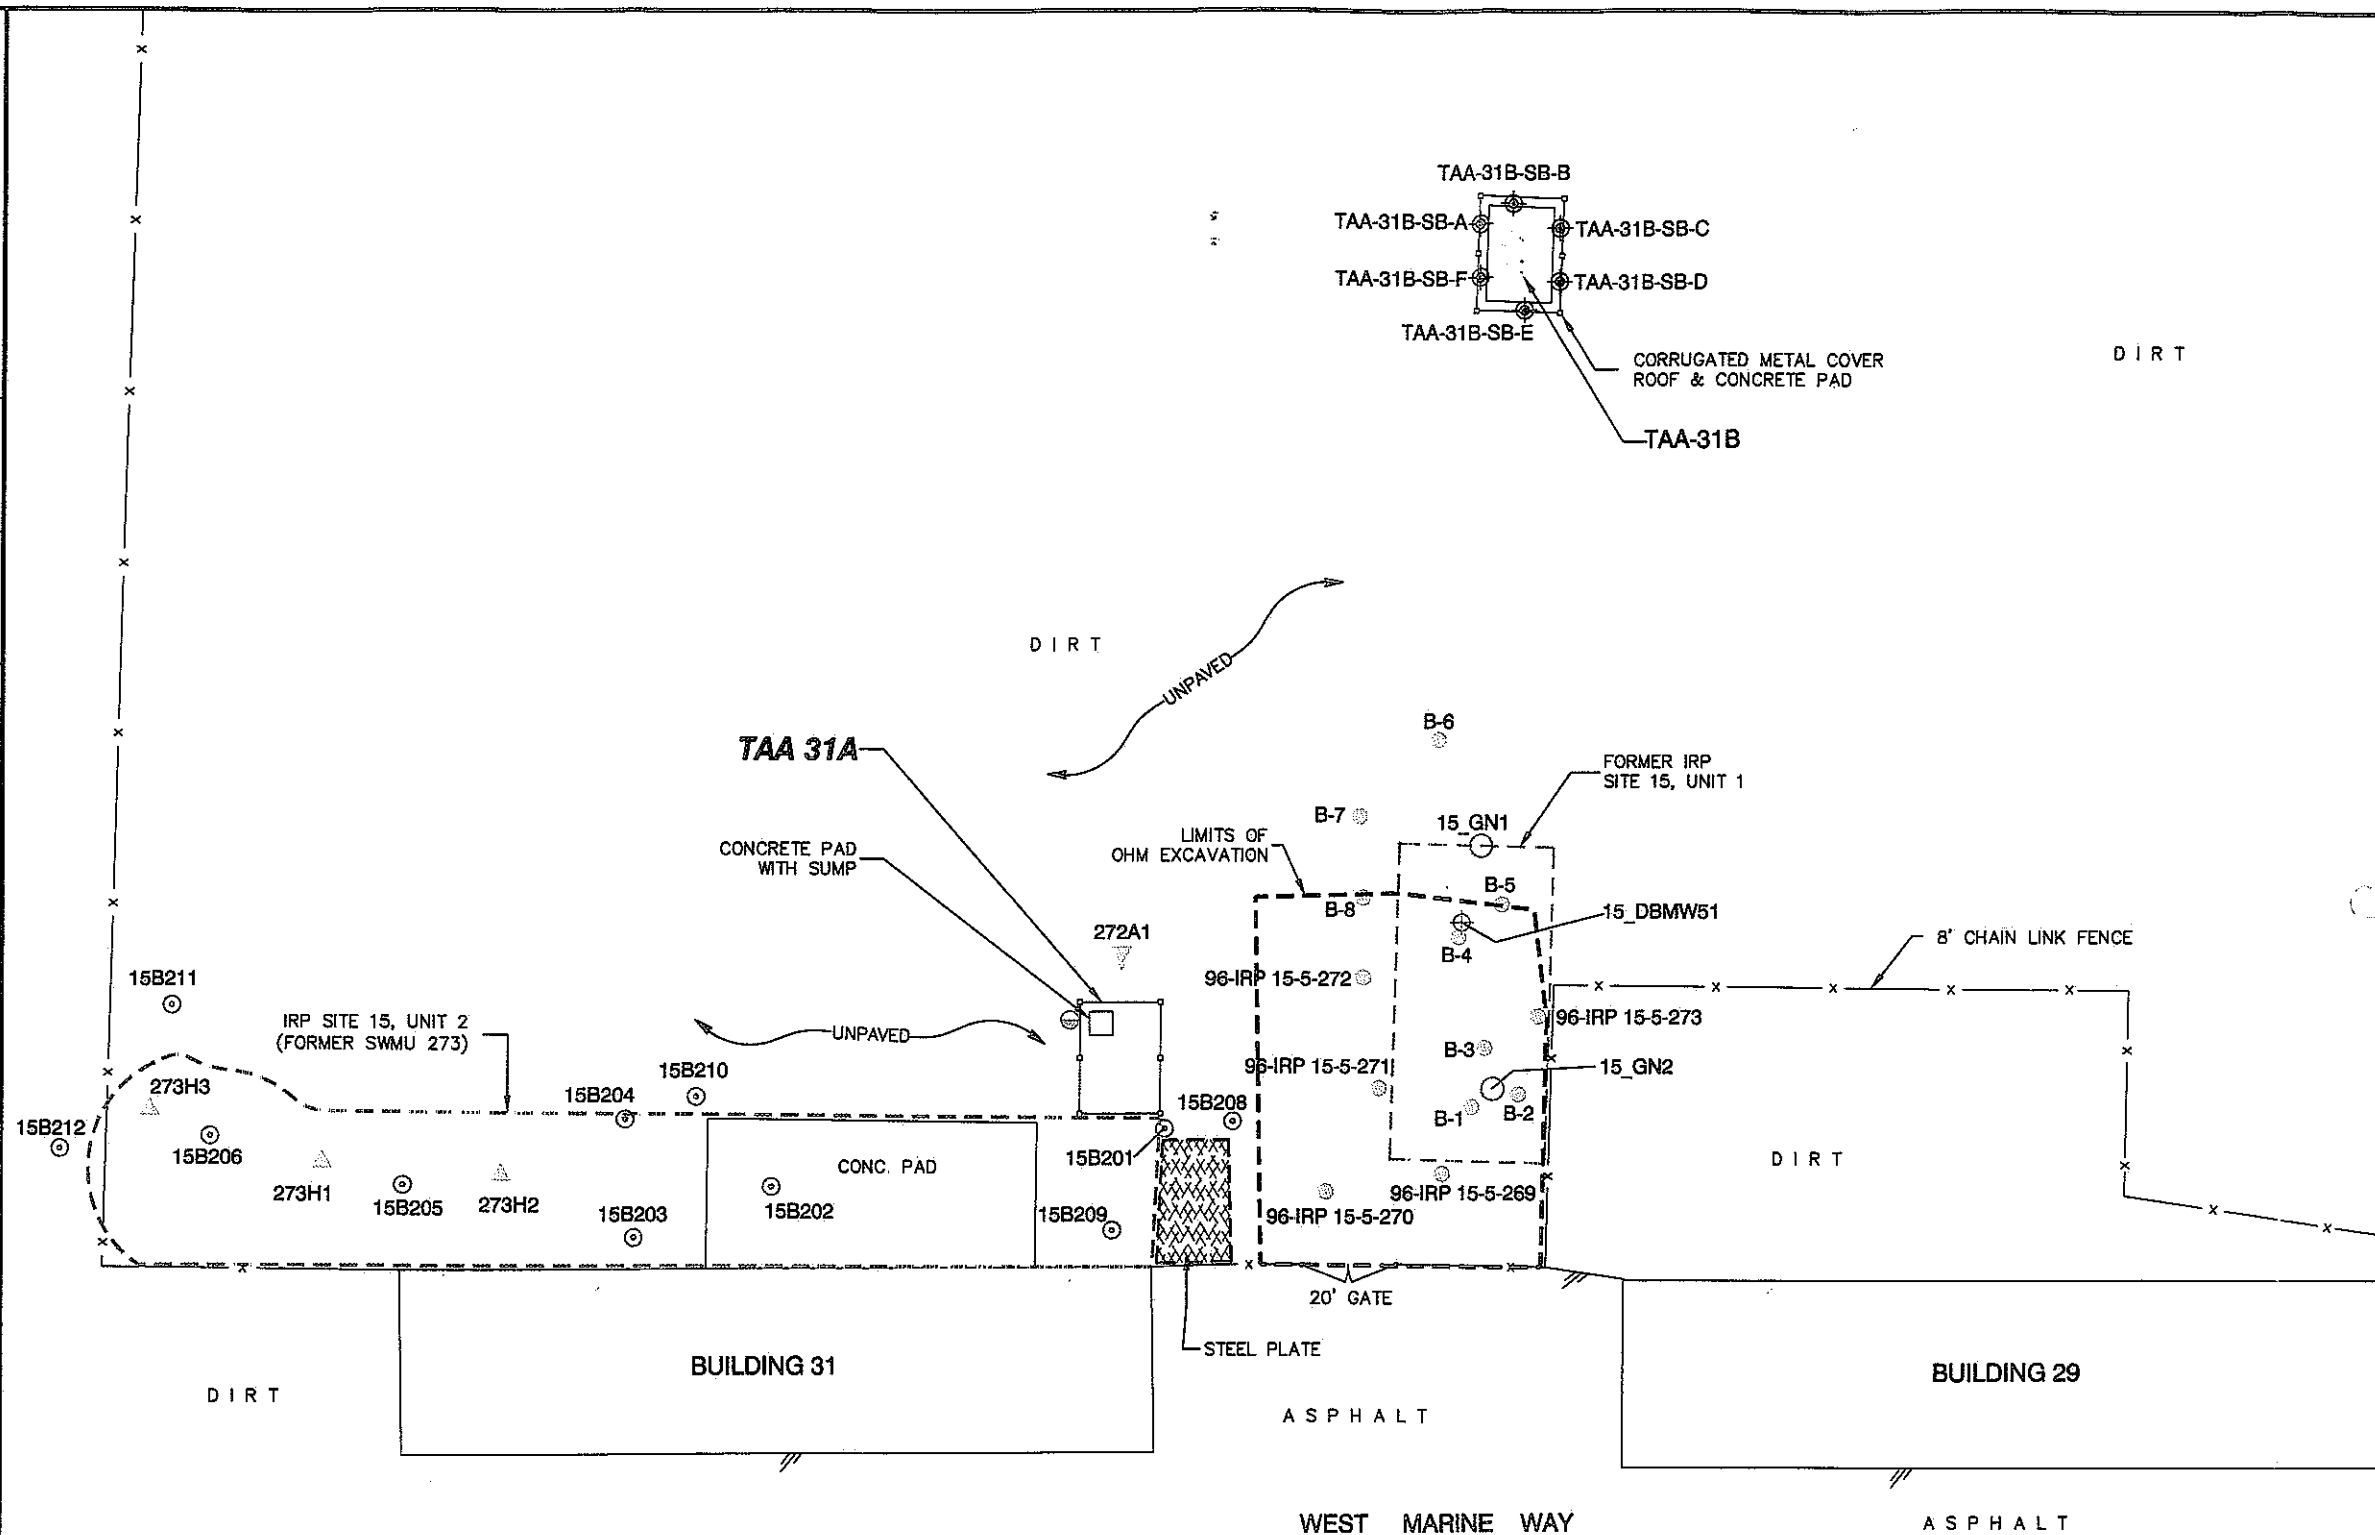 TAA-31B-SB-B
TAA-31B-SB-A
TAA-31B-SB-C
TAA-31B-SB-F
TAA-31B-SB-D
TAA-31B-SB-E
CORRUGATED METAL COVER
ROOF & CONCRETE PAD
DIRT
TAA-31B
DIRT
UNPAVED
B-6
TAA 31A
FORMER IRP
SITE 15, UNIT 1
B-7
15_GN1
LIMITS OF
OHM EXCAVATION
CONCRETE PAD
WITH SUMP
B-5
B-8
15_DBMW51
272A1
B-4
8' CHAIN LINK FENCE
15B211
96-IRP 15-5-272
IRP SITE 15, UNIT 2
(FORMER SWMU 273)
UNPAVED
96-IRP 15-5-273
B-3
96-IRP 15-5-271
15_GN2
15B210
273H3
15B204
15B208
B-1
B-2
15B212
15B206
15B201
CONC. PAD
DIRT
273H1
15B205
273H2
15B202
15B203
15B209
96-IRP 15-5-269
96-IRP 15-5-270
20' GATE
STEEL PLATE
BUILDING 31
BUILDING 29
DIRT
ASPHALT
WEST MARINE WAY
ASPHALT